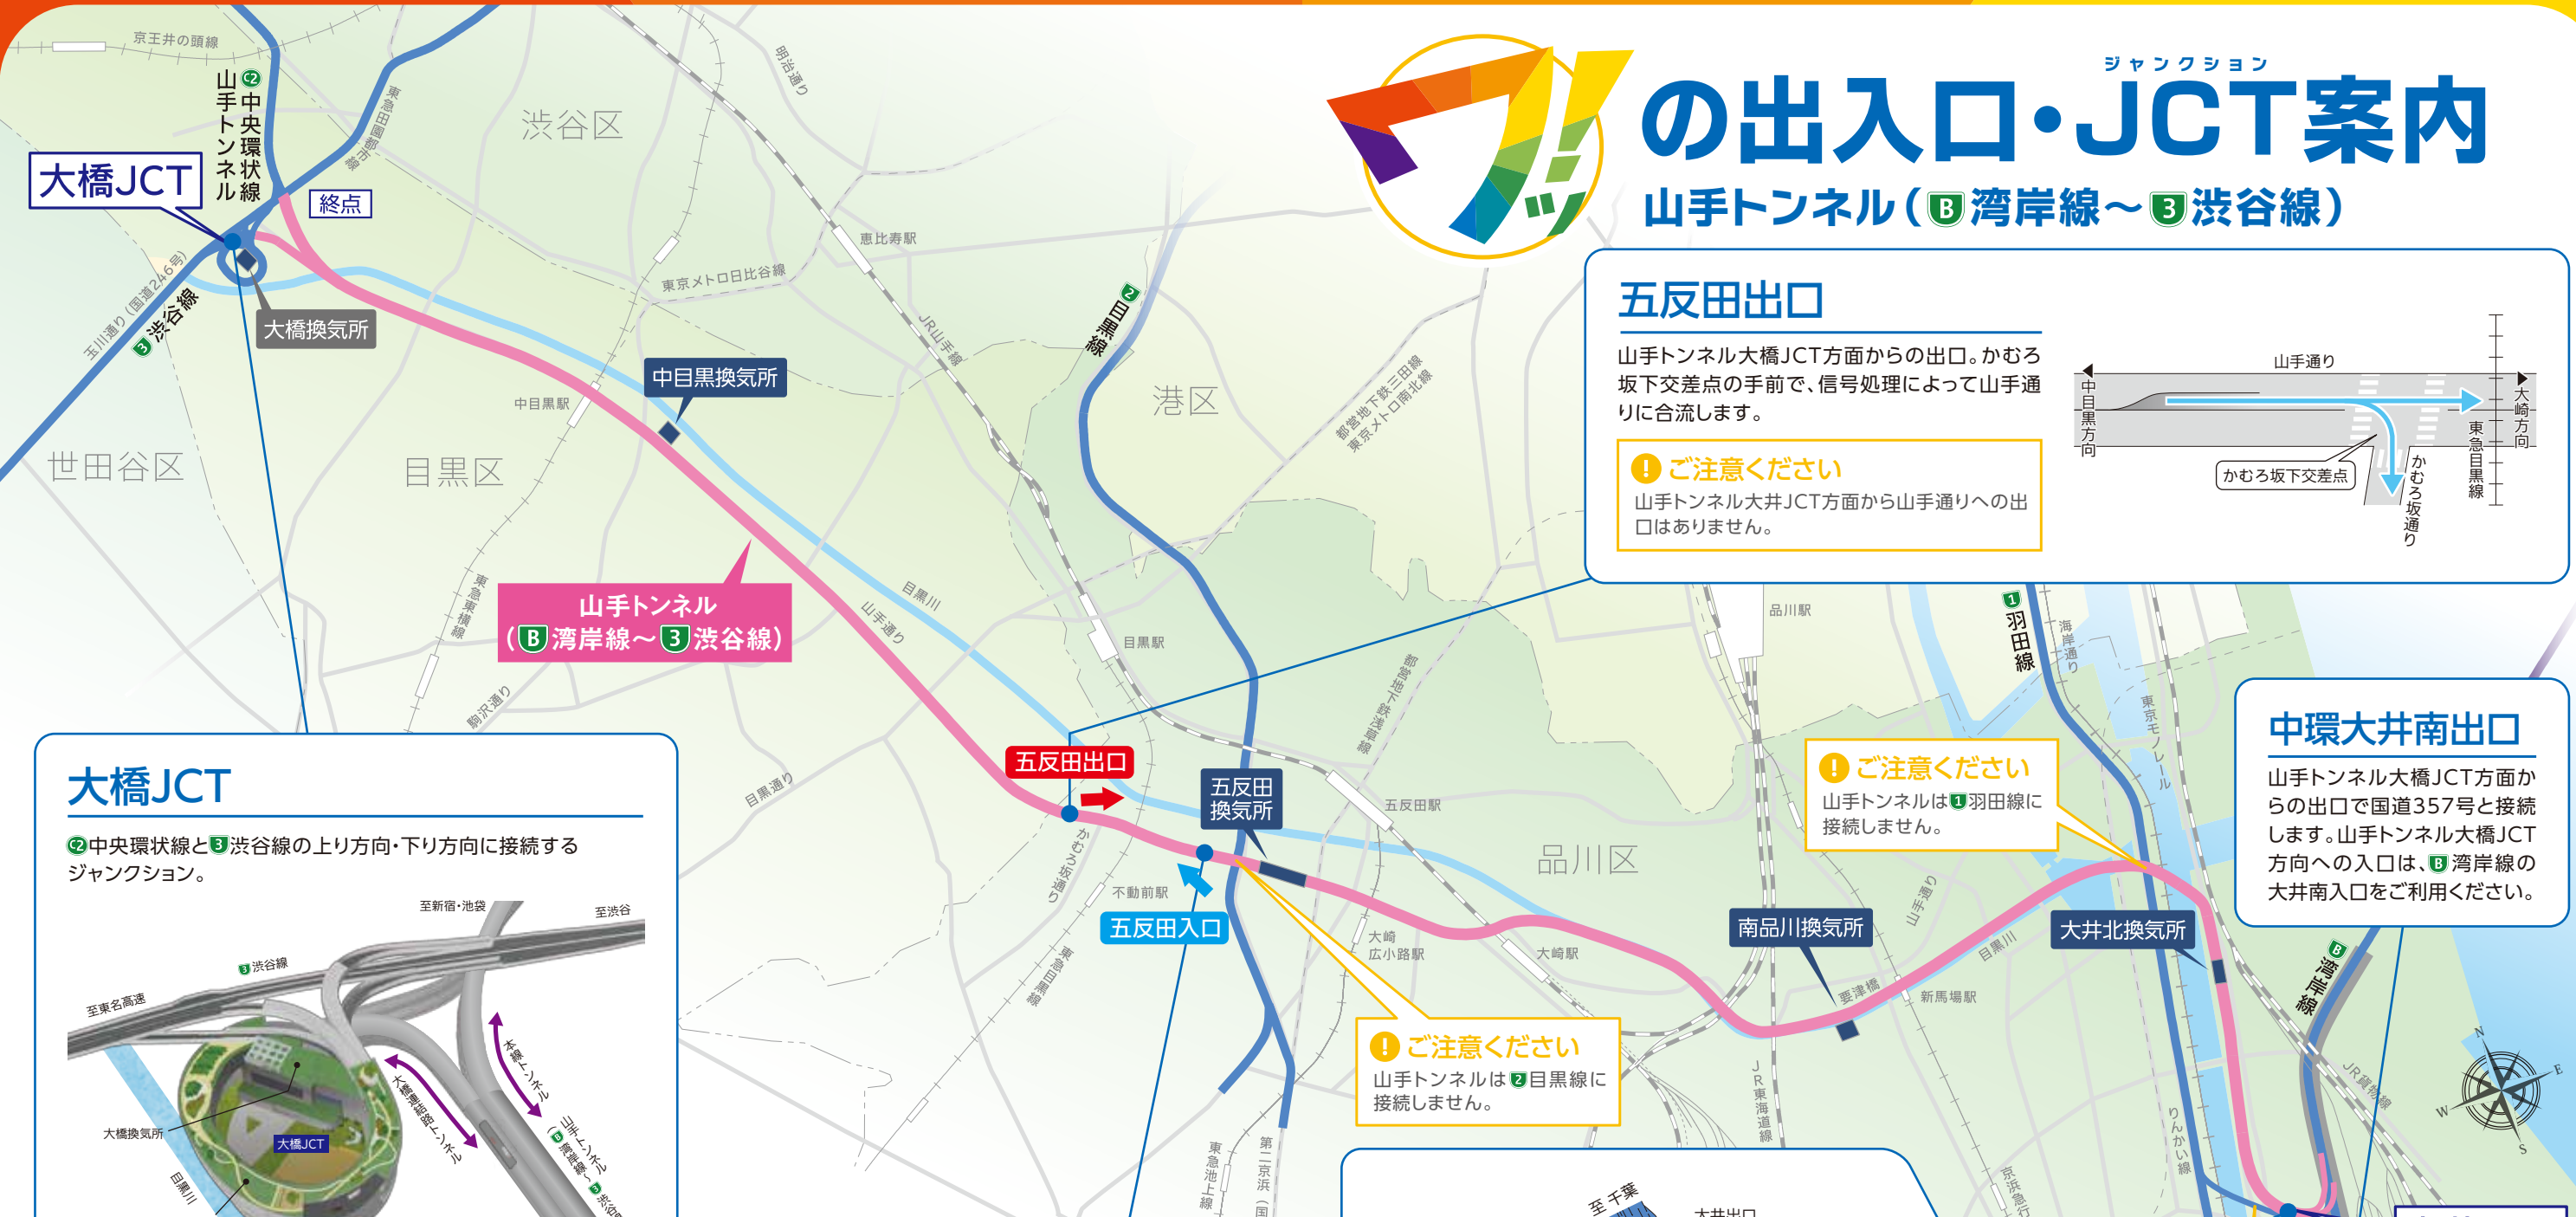 ワッ!!の出入口・JCT案内
ジャンクション
山手トンネル(B湾岸線～3渋谷線)
五反田出口
山手トンネル大橋JCT方面からの出口。かむろ
坂下交差点の手前で、信号処理によって山手通
りに合流します。
! ご注意ください
山手トンネル大井JCT方面から山手通りへの出
口はありません。
山手通り
中目黒方向
大崎方向
東急目黒線
かむろ坂下交差点
かむろ坂通り
京王井の頭線
C2中央環状線
山手トンネル
東急田園都市線
明治通り
渋谷区
大橋JCT
終点
恵比寿駅
東京メトロ日比谷線
玉川通り(国道246号)
3渋谷線
大橋換気所
JR山手線
2目黒線
中目黒換気所
中目黒駅
港区
都営地下鉄三田線
東京メトロ南北線
世田谷区
目黒区
東急東横線
山手トンネル
(B湾岸線～3渋谷線)
目黒川
山手通り
目黒駅
都営地下鉄浅草線
品川駅
1羽田線
海岸通り
東京モノレール
駒沢通り
目黒通り
五反田出口
五反田
換気所
五反田駅
かむろ坂通り
不動前駅
五反田入口
東急目黒線
品川区
大崎
広小路駅
大崎駅
! ご注意ください
山手トンネルは1羽田線に
接続しません。
中環大井南出口
山手トンネル大橋JCT方面か
らの出口で国道357号と接続
します。山手トンネル大橋JCT
方向への入口は、B湾岸線の
大井南入口をご利用ください。
南品川換気所
山手通り
目黒川
大井北換気所
要津橋
新馬場駅
B湾岸線
JR貨物線
N
E
W
S
! ご注意ください
山手トンネルは2目黒線に
接続しません。
JR東海道線
りんかい線
京浜急行
東急池上線
第二京浜(国
至 千葉
大井出口
大橋JCT
C2中央環状線と3渋谷線の上り方向・下り方向に接続する
ジャンクション。
至新宿・池袋
至渋谷
3渋谷線
至東名高速
本線トンネル
大橋連結路トンネル
山手トンネル
(B湾岸線～3渋谷
大橋換気所
大橋JCT
目黒川